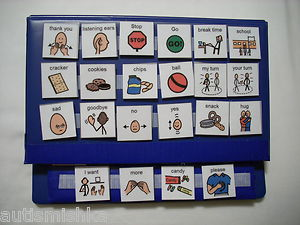 thank you listening ears Stop Go break time school
STOP GO!
cracker cookies chips ball my turn your turn
sad goodbye no yes snack hug
I want more candy please
autismishka